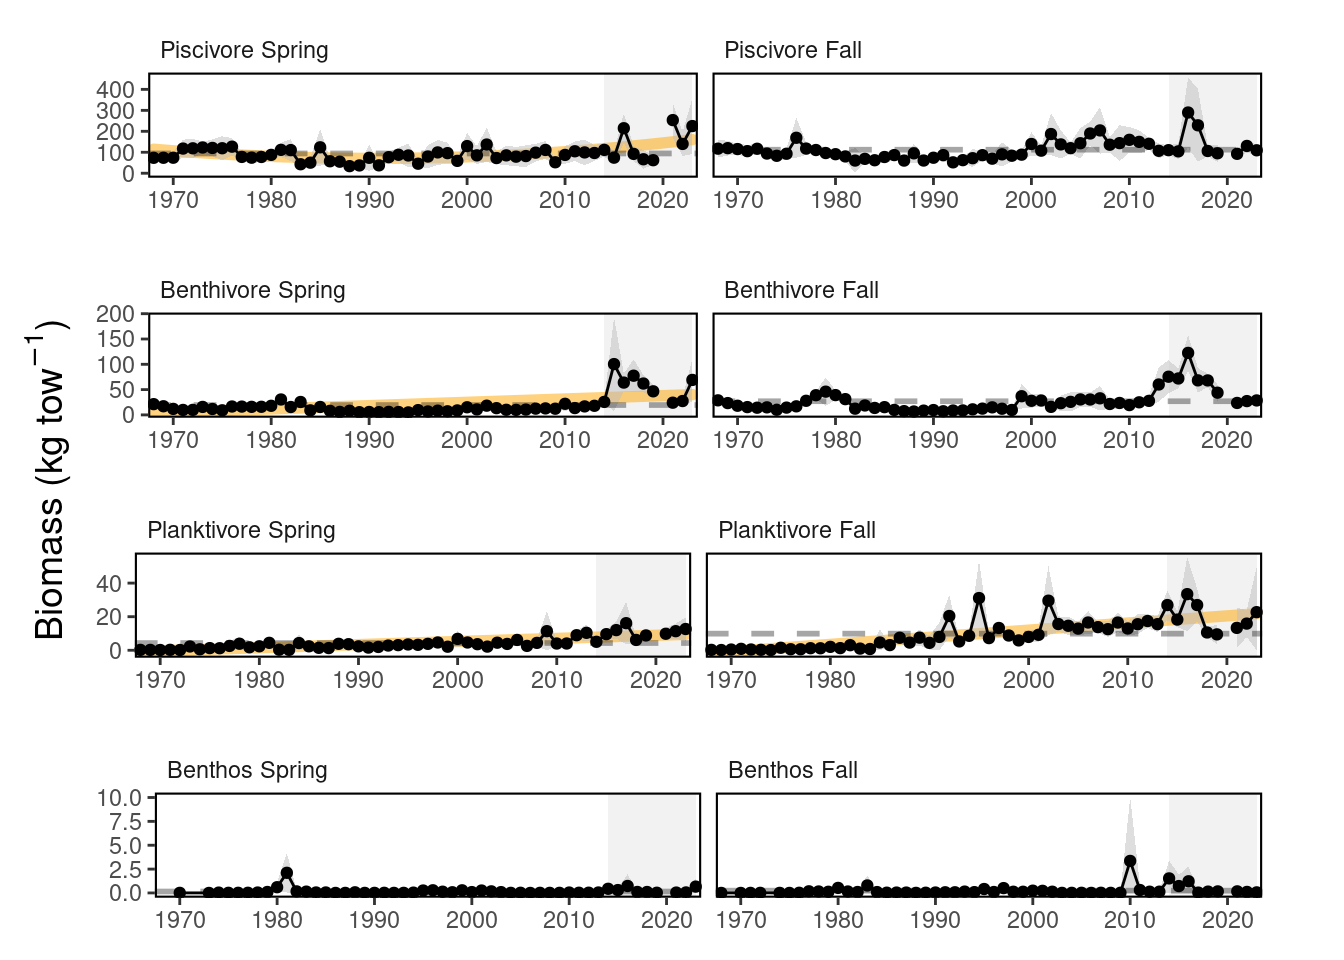 Piscivore Spring
Piscivore Fall
400
300
200
100
0
1970 1980 1990 2000 2010 2020
1970 1980 1990 2000 2010 2020
Benthivore Spring
Benthivore Fall
200
150
100
50
0
1970 1980 1990 2000 2010 2020
1970 1980 1990 2000 2010 2020
Biomass (kg tow⁻¹)
Planktivore Spring
Planktivore Fall
40
20
0
1970 1980 1990 2000 2010 2020
1970 1980 1990 2000 2010 2020
Benthos Spring
Benthos Fall
10.0
7.5
5.0
2.5
0.0
1970 1980 1990 2000 2010 2020
1970 1980 1990 2000 2010 2020